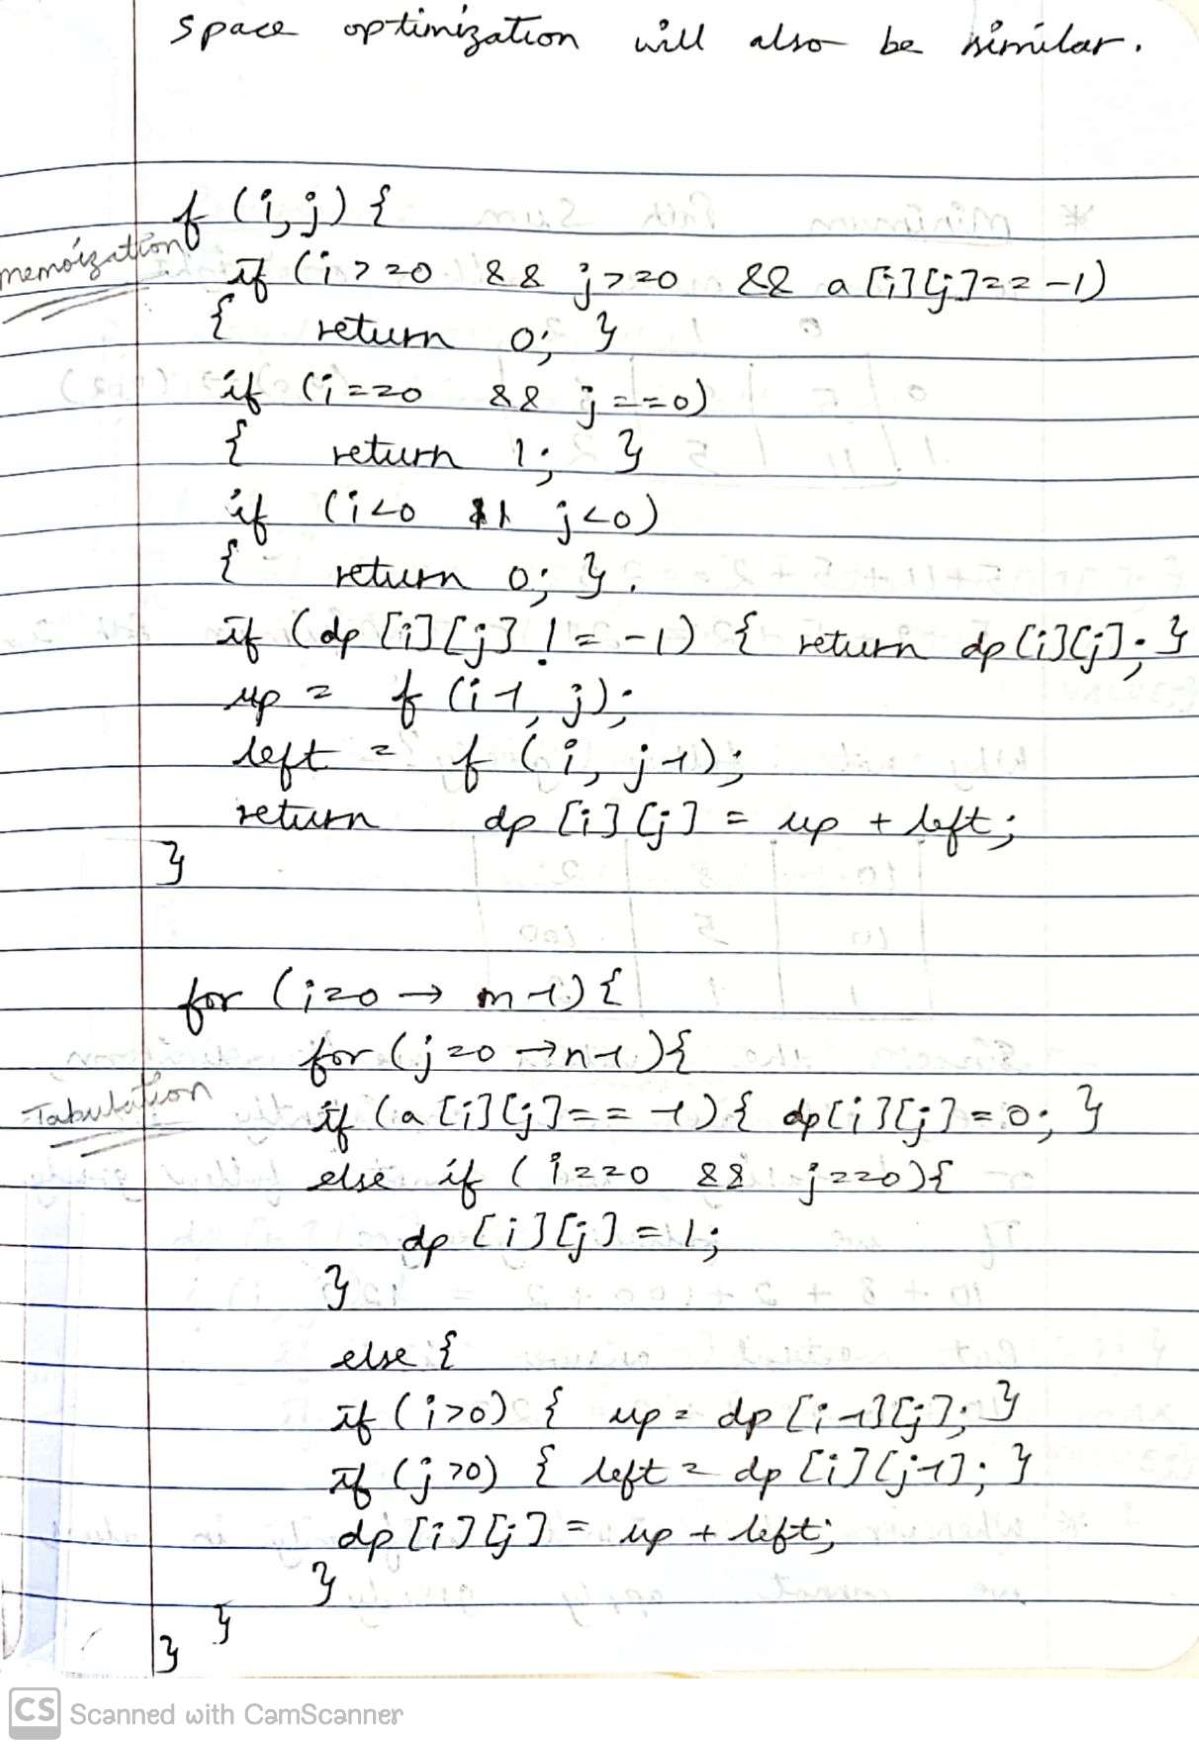 space optimization will also be similar.
f (i, j) {
memoization
if (i >= 0 && j >= 0 && a [i][j] == -1)
{ return 0; }
if (i == 0 && j == 0)
{ return 1; }
if (i<0 || j<0)
{ return 0; }.
if (dp [i][j] != -1) { return dp[i][j]; }
up = f (i-1, j);
left = f (i, j-1);
return dp [i][j] = up + left;
}
for (i=0 → m-1) {
for (j=0 → n-1) {
Tabulation
if (a [i][j] == -1) { dp[i][j] = 0; }
else if (i==0 && j==0) {
dp [i][j] = 1;
}
else {
if (i>0) { up = dp [i-1][j]; }
if (j>0) { left = dp [i][j-1]; }
dp [i][j] = up + left;
}
}
}
CS Scanned with CamScanner